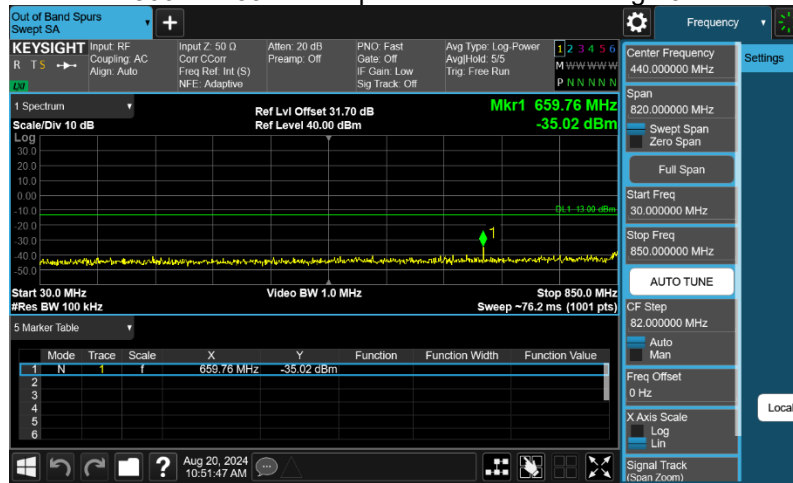 Out of Band Spurs
Swept SA
Frequency
KEYSIGHT
R T S
LXI
Input: RF
Coupling: AC
Align: Auto
Input Z: 50 Ω
Corr CCorr
Freq Ref: Int (S)
NFE: Adaptive
Atten: 20 dB
Preamp: Off
PNO: Fast
Gate: Off
IF Gain: Low
Sig Track: Off
Avg Type: Log-Power
Avg|Hold: 5/5
Trig: Free Run
1 2 3 4 5 6
M W W W W W
P N N N N N
Center Frequency
440.000000 MHz
Settings
1 Spectrum
Scale/Div 10 dB
Ref Lvl Offset 31.70 dB
Ref Level 40.00 dBm
Mkr1 659.76 MHz
-35.02 dBm
Span
820.000000 MHz
Swept Span
Zero Span
Full Span
Log
30.0
20.0
10.0
0.00
-10.0
-20.0
-30.0
-40.0
-50.0
DL1 -13.00 dBm
1
Start Freq
30.000000 MHz
Stop Freq
850.000000 MHz
AUTO TUNE
Start 30.0 MHz
#Res BW 100 kHz
Video BW 1.0 MHz
Stop 850.0 MHz
Sweep ~76.2 ms (1001 pts)
CF Step
82.000000 MHz
Auto
Man
5 Marker Table
Mode Trace Scale X Y Function Function Width Function Value
1 N 1 f 659.76 MHz -35.02 dBm
2
3
4
5
6
Freq Offset
0 Hz
X Axis Scale
Log
Lin
Local
Signal Track
(Span Zoom)
?
Aug 20, 2024
10:51:47 AM